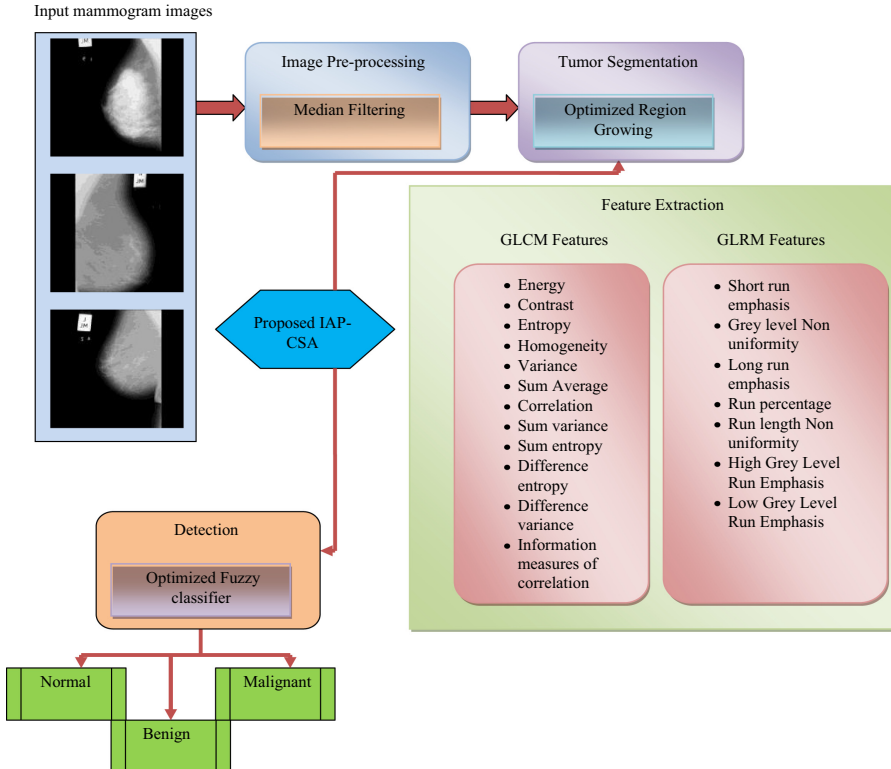 Input mammogram images
JM
Image Pre-processing
Median Filtering
Tumor Segmentation
Optimized Region
Growing
JM
JM
Proposed IAP-
CSA
Feature Extraction
GLCM Features
• Energy
• Contrast
• Entropy
• Homogeneity
• Variance
• Sum Average
• Correlation
• Sum variance
• Sum entropy
• Difference
entropy
• Difference
variance
• Information
measures of
correlation
GLRM Features
• Short run
emphasis
• Grey level Non
uniformity
• Long run
emphasis
• Run percentage
• Run length Non
uniformity
• High Grey Level
Run Emphasis
• Low Grey Level
Run Emphasis
Detection
Optimized Fuzzy
classifier
Normal
Malignant
Benign